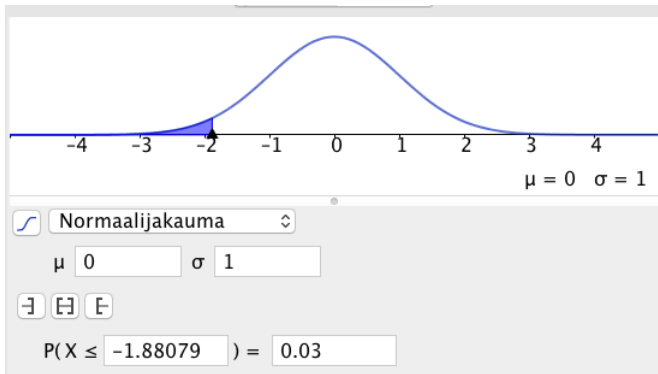 -4 -3 -2 -1 0 1 2 3 4
μ = 0 σ = 1
Normaalijakauma
μ 0 σ 1
P( X ≤ -1.88079 ) = 0.03